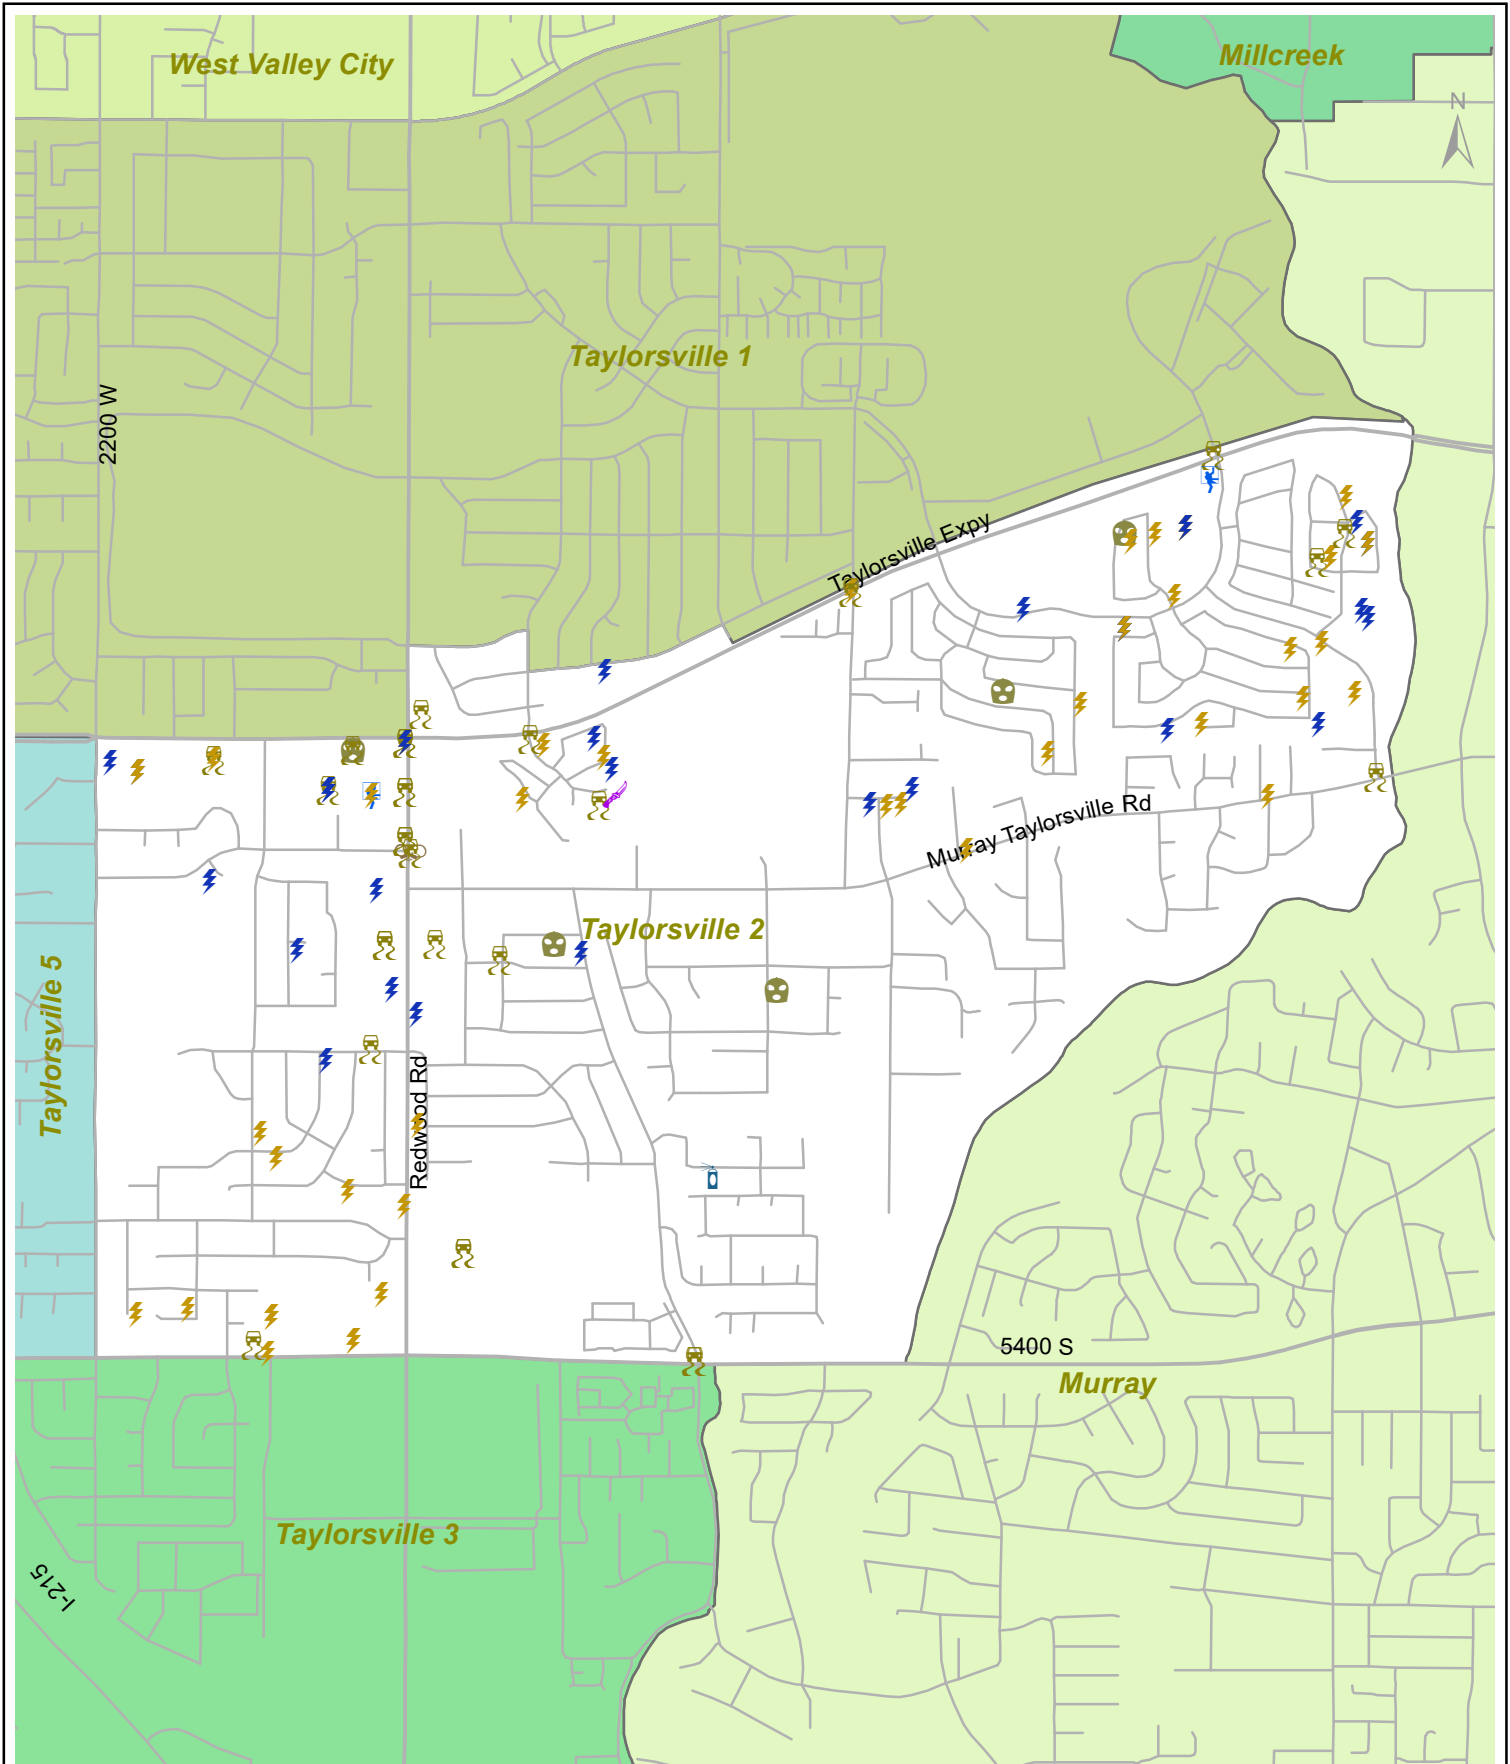 West Valley City
Millcreek
N
Taylorsville 1
2200 W
Taylorsville Expy
Murray Taylorsville Rd
Taylorsville 2
Taylorsville 5
Redwood Rd
5400 S
Murray
Taylorsville 3
I-215